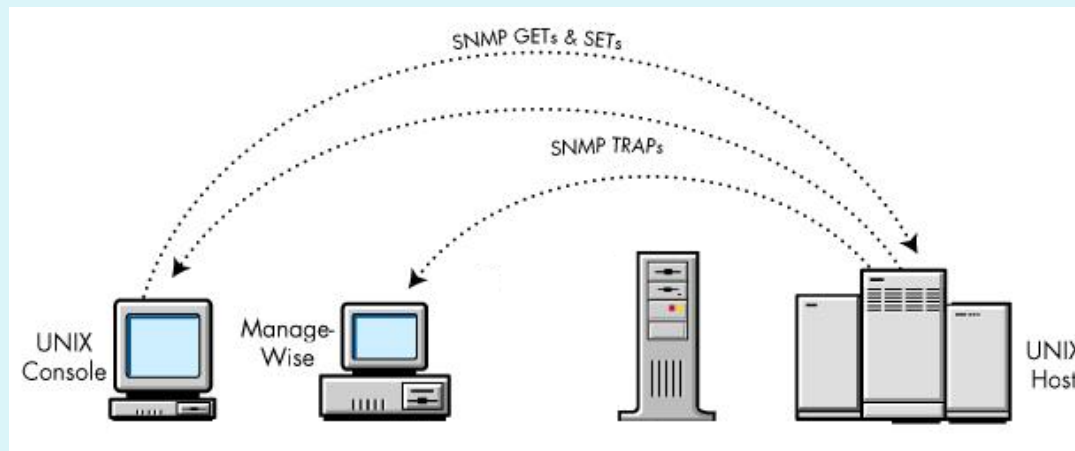 SNMP GETs & SETs
SNMP TRAPs
UNIX
Console
Manage-
Wise
UNIX
Host